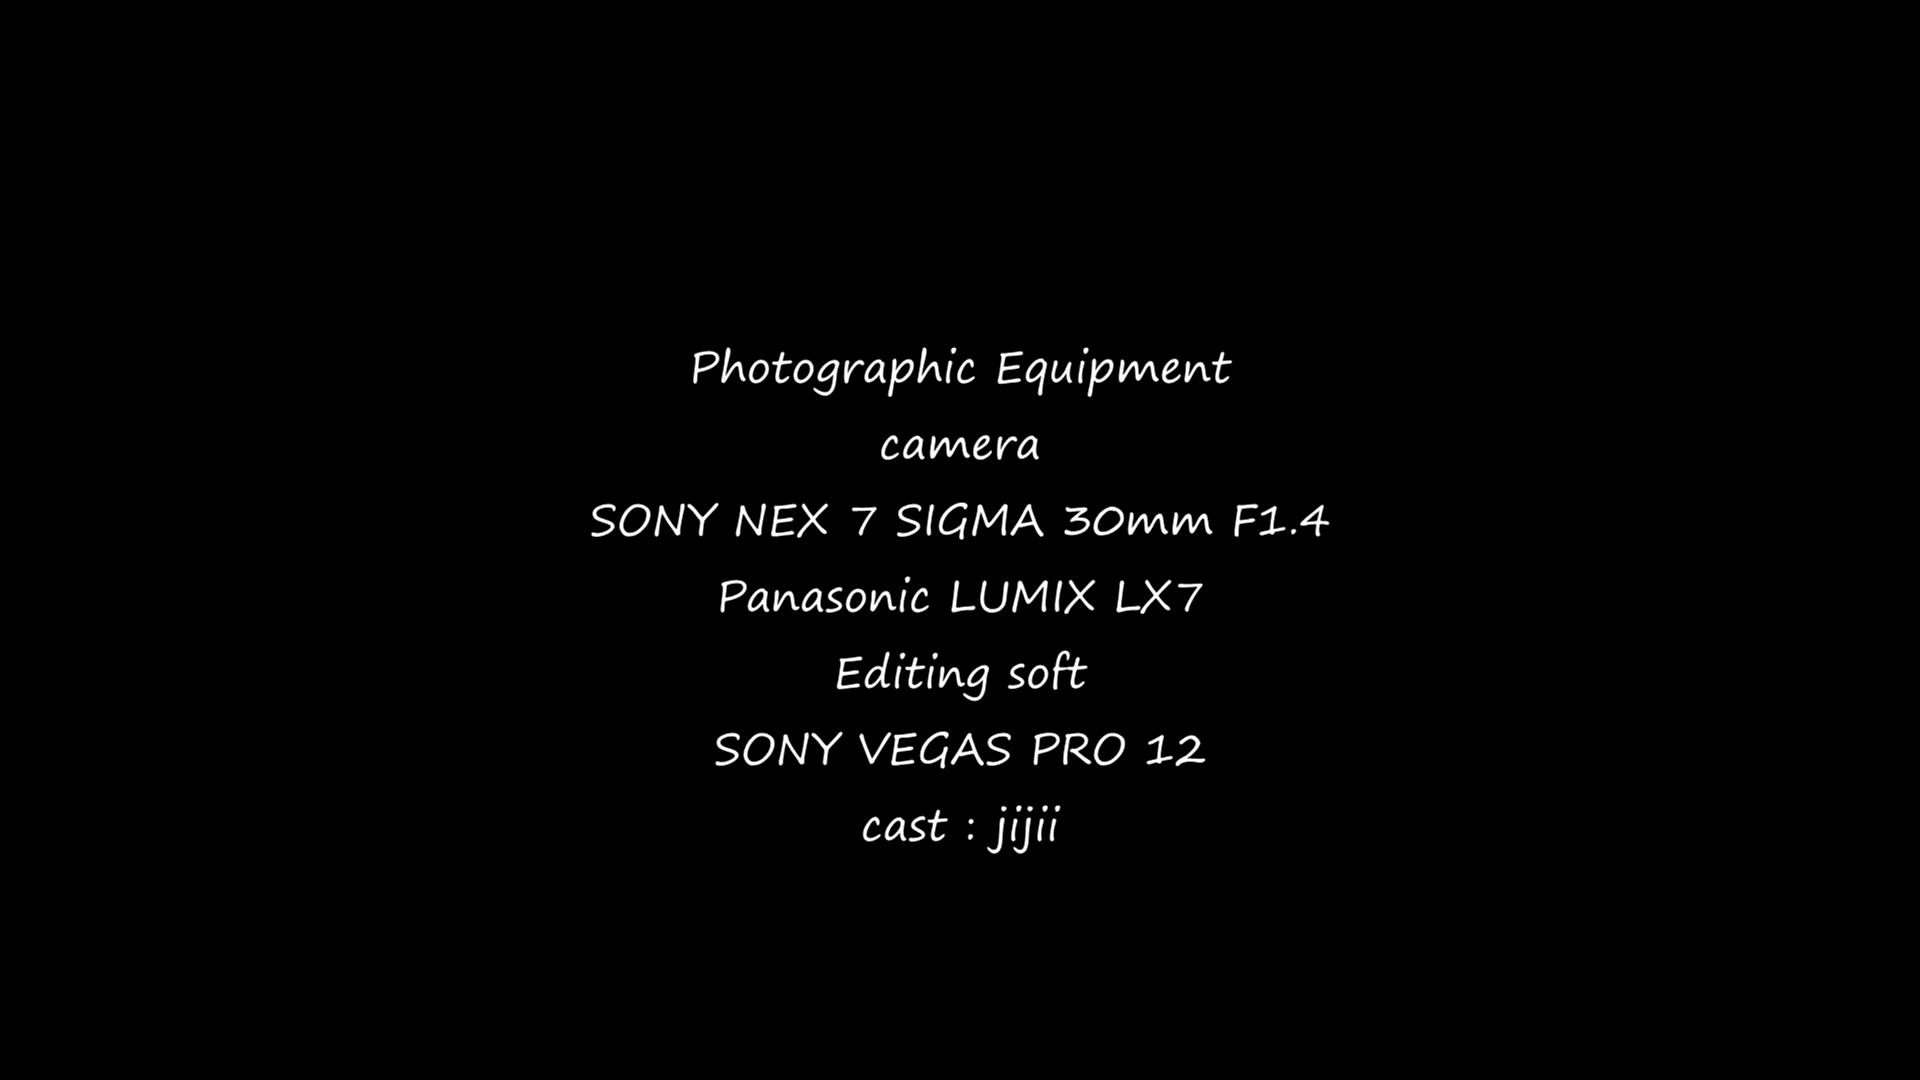 Photographic Equipment
camera
SONY NEX 7 SIGMA 30mm F1.4
Panasonic LUMIX LX7
Editing soft
SONY VEGAS PRO 12
cast : jijii